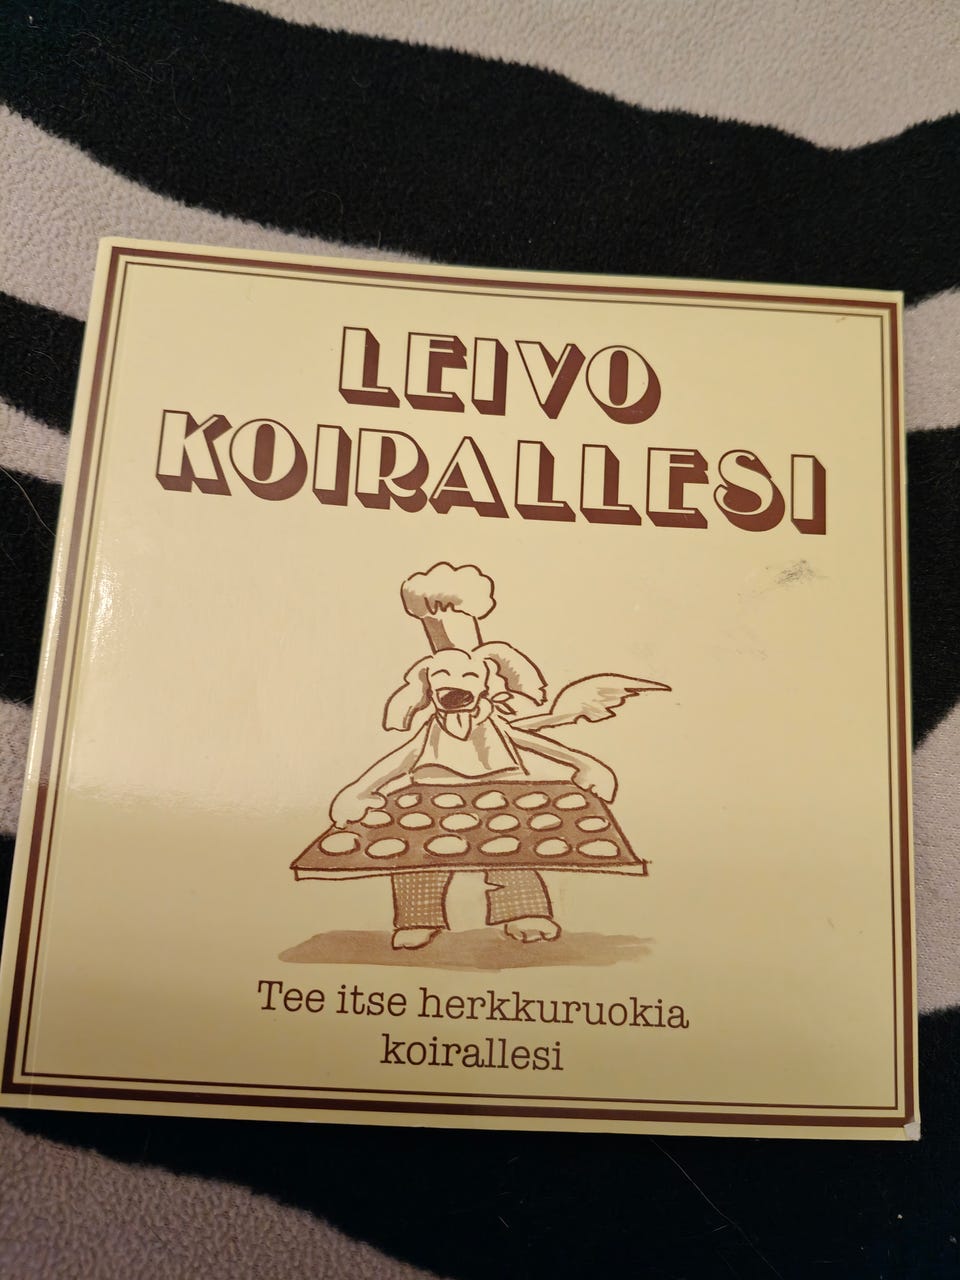 LEIVO
KOIRALLESI
Tee itse herkkuruokia
koirallesi